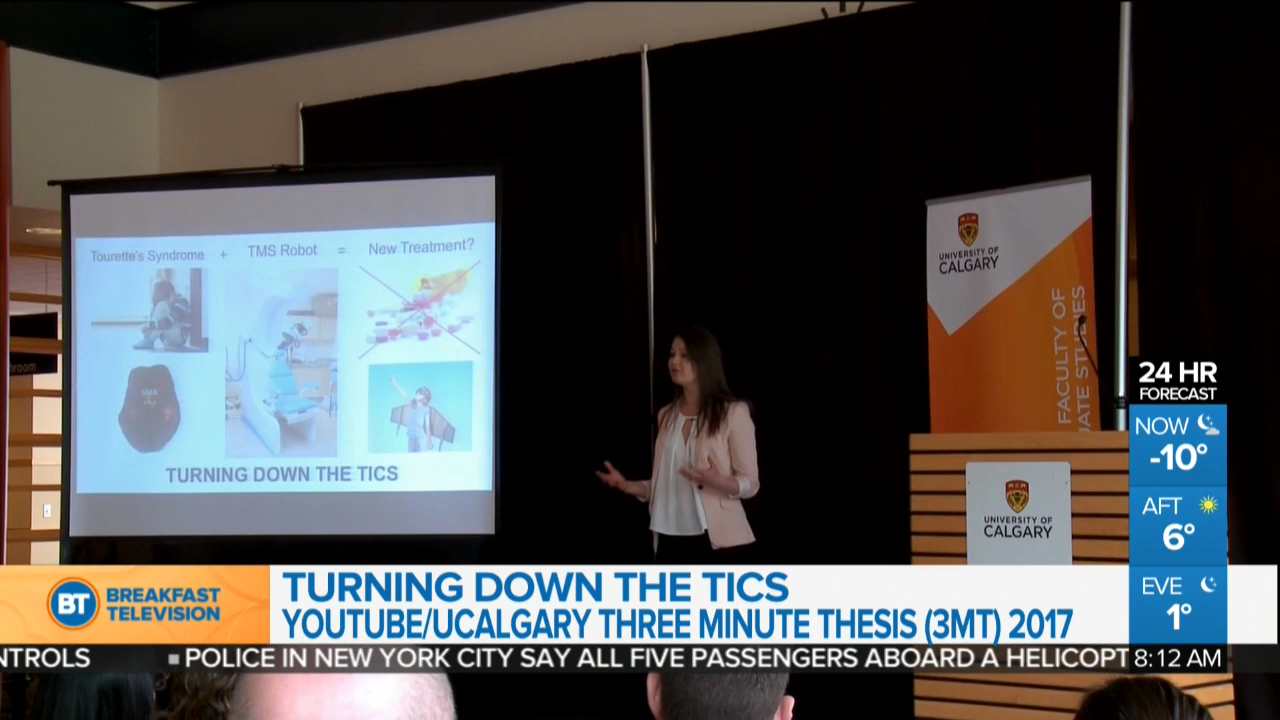 Tourette's Syndrome + TMS Robot = New Treatment?
SMA
TURNING DOWN THE TICS
UNIVERSITY OF
CALGARY
FACULTY OF
UATE STUDIES
UNIVERSITY OF
CALGARY
room
24 HR
FORECAST
NOW
-10°
AFT
6°
EVE
1°
BT BREAKFAST
TELEVISION
TURNING DOWN THE TICS
YOUTUBE/UCALGARY THREE MINUTE THESIS (3MT) 2017
NTROLS ■ POLICE IN NEW YORK CITY SAY ALL FIVE PASSENGERS ABOARD A HELICOPT 8:12 AM